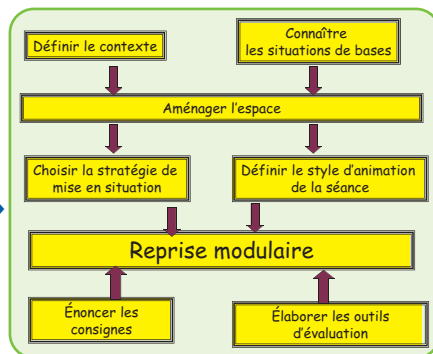 Définir le contexte
Connaître
les situations de bases
Aménager l'espace
Choisir la stratégie de
mise en situation
Définir le style d'animation
de la séance
Reprise modulaire
Énoncer les
consignes
Élaborer les outils
d'évaluation